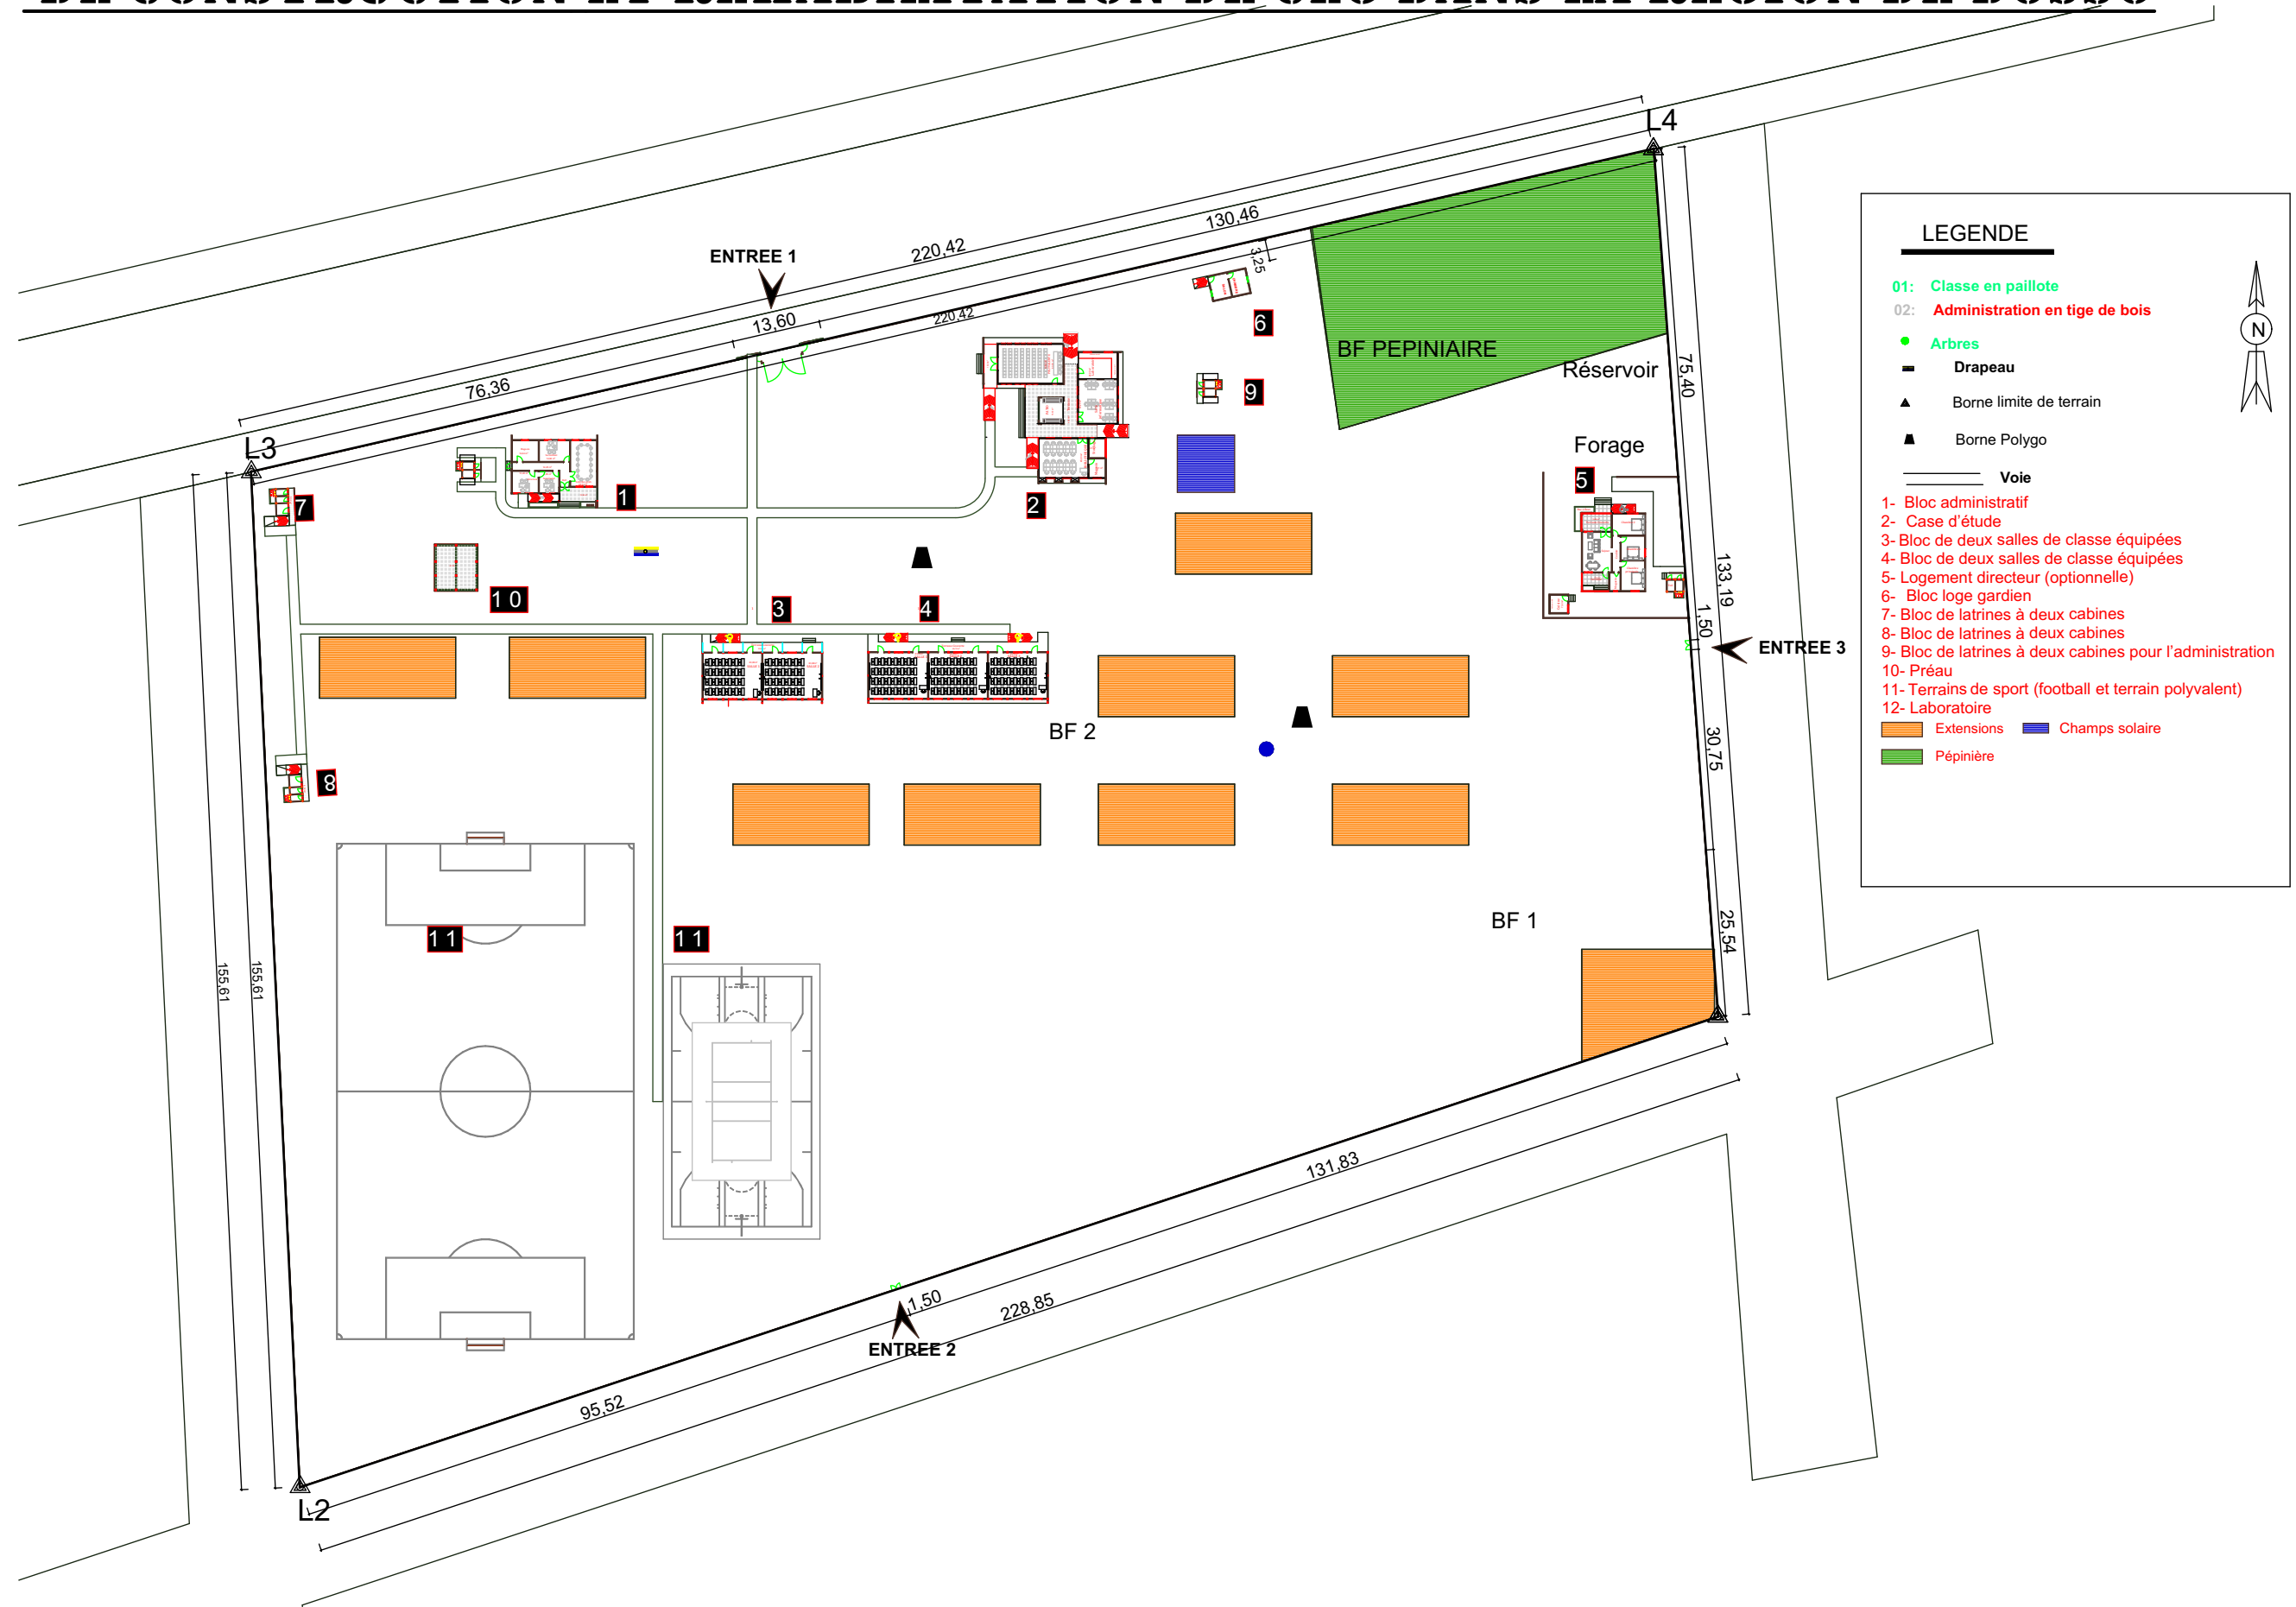 L4
130,46
220,42
3,25
ENTREE 1
13,60
220,42
76,36
L3
6
BF PEPINIAIRE
Réservoir
75,40
9
Forage
5
1
2
7
10
3
4
133,19
1,50
ENTREE 3
BF 2
30,75
8
BF 1
25,54
11
11
155,61
155,61
131,83
1,50
228,85
ENTREE 2
95,52
L2
LEGENDE
01: Classe en paillote
02: Administration en tige de bois
Arbres
Drapeau
Borne limite de terrain
Borne Polygo
Voie
N
1- Bloc administratif
2- Case d'étude
3- Bloc de deux salles de classe équipées
4- Bloc de deux salles de classe équipées
5- Logement directeur (optionnelle)
6- Bloc loge gardien
7- Bloc de latrines à deux cabines
8- Bloc de latrines à deux cabines
9- Bloc de latrines à deux cabines pour l'administration
10- Préau
11- Terrains de sport (football et terrain polyvalent)
12- Laboratoire
Extensions
Champs solaire
Pépinière